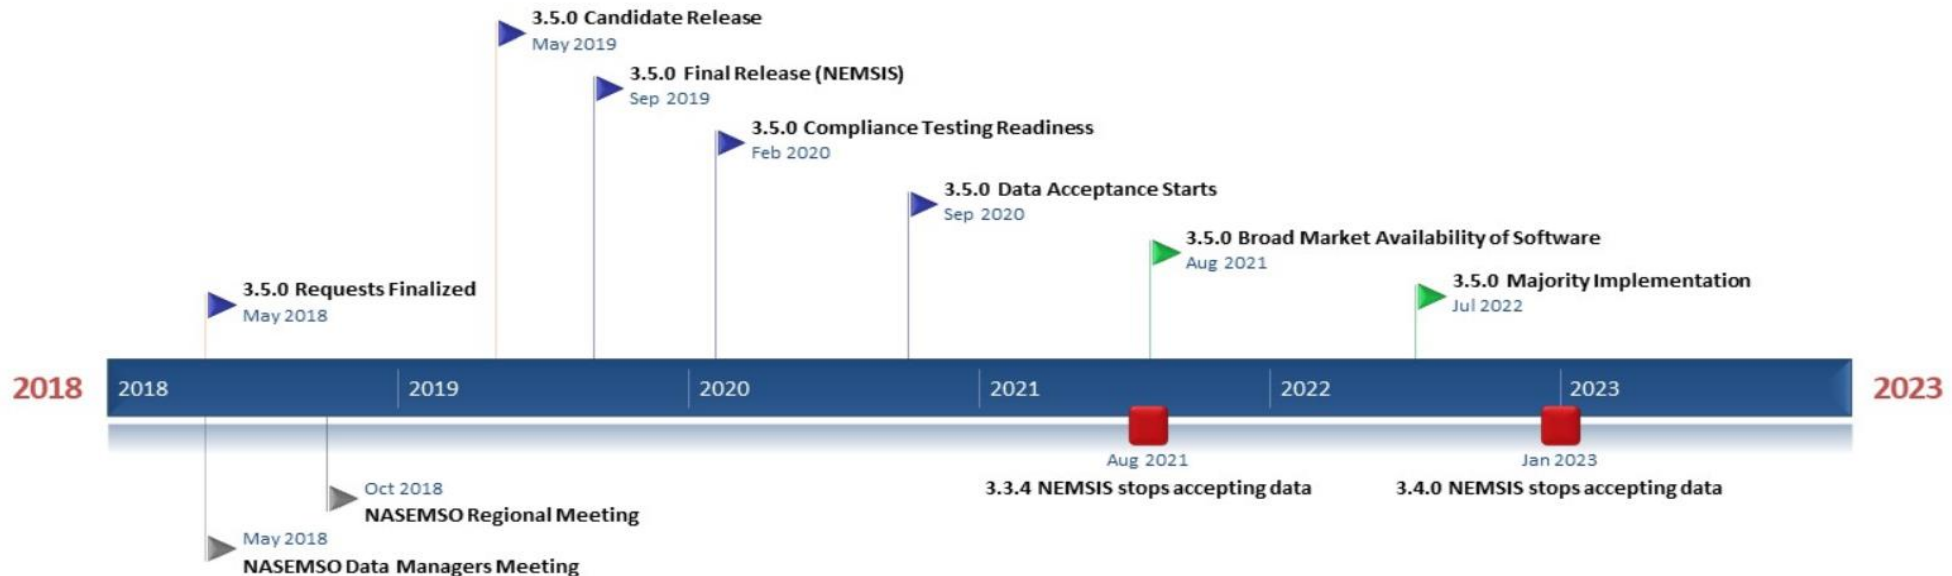 3.5.0 Candidate Release
May 2019
3.5.0 Final Release (NEMSIS)
Sep 2019
3.5.0 Compliance Testing Readiness
Feb 2020
3.5.0 Data Acceptance Starts
Sep 2020
3.5.0 Broad Market Availability of Software
Aug 2021
3.5.0 Majority Implementation
Jul 2022
3.5.0 Requests Finalized
May 2018
2018 2018 2019 2020 2021 2022 2023 2023
Aug 2021
3.3.4 NEMSIS stops accepting data
Jan 2023
3.4.0 NEMSIS stops accepting data
Oct 2018
NASEMSO Regional Meeting
May 2018
NASEMSO Data Managers Meeting